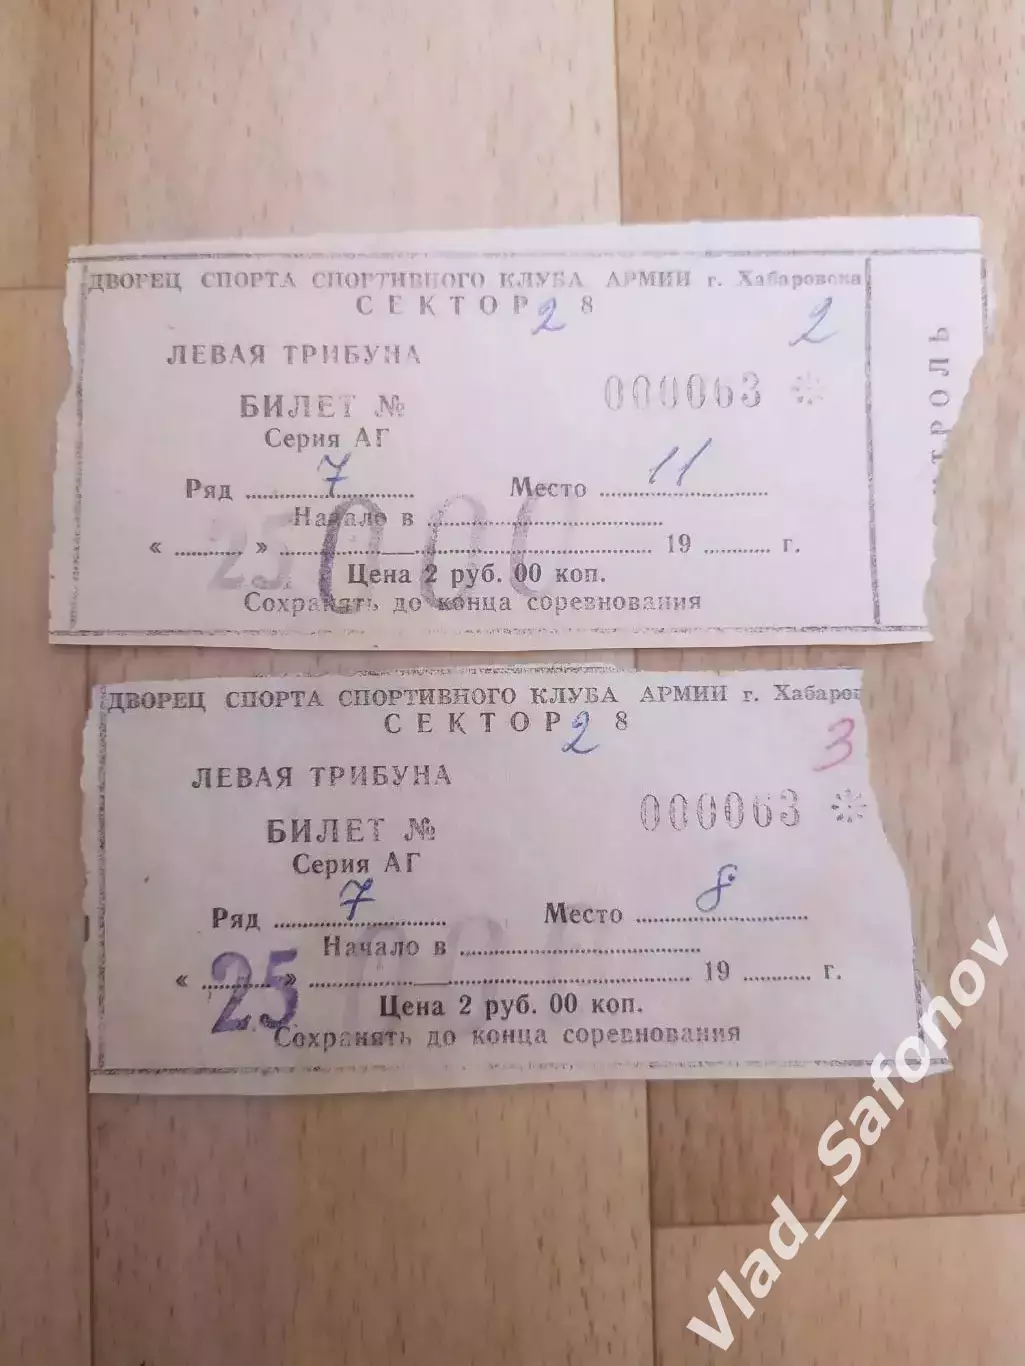 ДВОРЕЦ СПОРТА СПОРТИВНОГО КЛУБА АРМИИ г. Хабаровска
СЕКТОР 2 8
2
ЛЕВАЯ ТРИБУНА
БИЛЕТ № 000063 *
Серия АГ
Ряд 7 Место 11
Начало в
« » 19 г.
25 000
Цена 2 руб. 00 коп.
Сохранять до конца соревнования
ТРОЛЬ
ДВОРЕЦ СПОРТА СПОРТИВНОГО КЛУБА АРМИИ г. Хабаров
СЕКТОР 2 8
3
ЛЕВАЯ ТРИБУНА
БИЛЕТ № 000063 *
Серия АГ
Ряд 7 Место 8
Начало в
« » 19 г.
25
Цена 2 руб. 00 коп.
Сохранять до конца соревнования
Vlad_Safonov